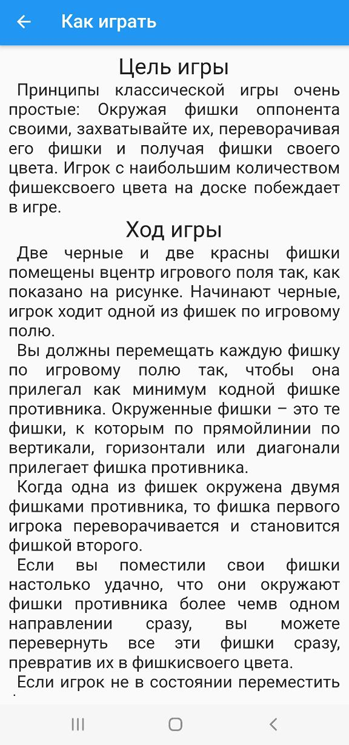 Как играть
Цель игры
Принципы классической игры очень
простые: Окружая фишки оппонента
своими, захватывайте их, переворачивая
его фишки и получая фишки своего
цвета. Игрок с наибольшим количеством
фишексвоего цвета на доске побеждает
в игре.
Ход игры
Две черные и две красны фишки
помещены вцентр игрового поля так, как
показано на рисунке. Начинают черные,
игрок ходит одной из фишек по игровому
полю.
Вы должны перемещать каждую фишку
по игровому полю так, чтобы она
прилегал как минимум кодной фишке
противника. Окруженные фишки – это те
фишки, к которым по прямойлинии по
вертикали, горизонтали или диагонали
прилегает фишка противника.
Когда одна из фишек окружена двумя
фишками противника, то фишка первого
игрока переворачивается и становится
фишкой второго.
Если вы поместили свои фишки
настолько удачно, что они окружают
фишки противника более чемв одном
направлении сразу, вы можете
перевернуть все эти фишки сразу,
превратив их в фишкисвоего цвета.
Если игрок не в состоянии переместить